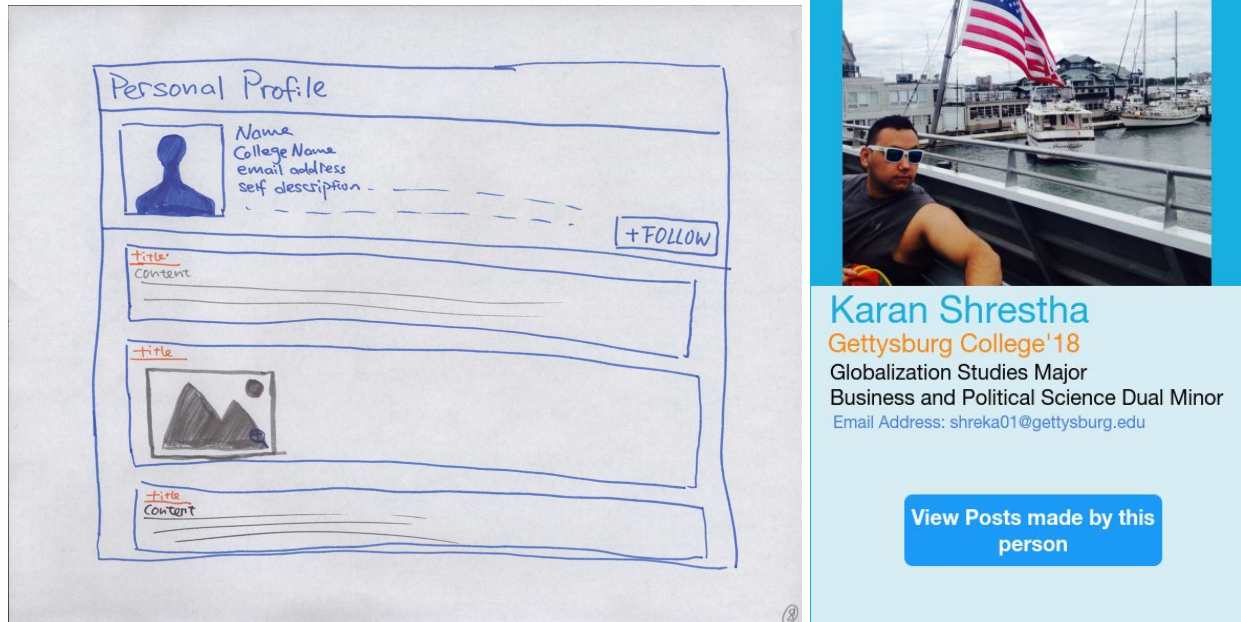 Personal Profile
Name
College Name
email address
self description
+FOLLOW
title
Content
title
title
Content
8
Karan Shrestha
Gettysburg College'18
Globalization Studies Major
Business and Political Science Dual Minor
Email Address: shreka01@gettysburg.edu
View Posts made by this
person